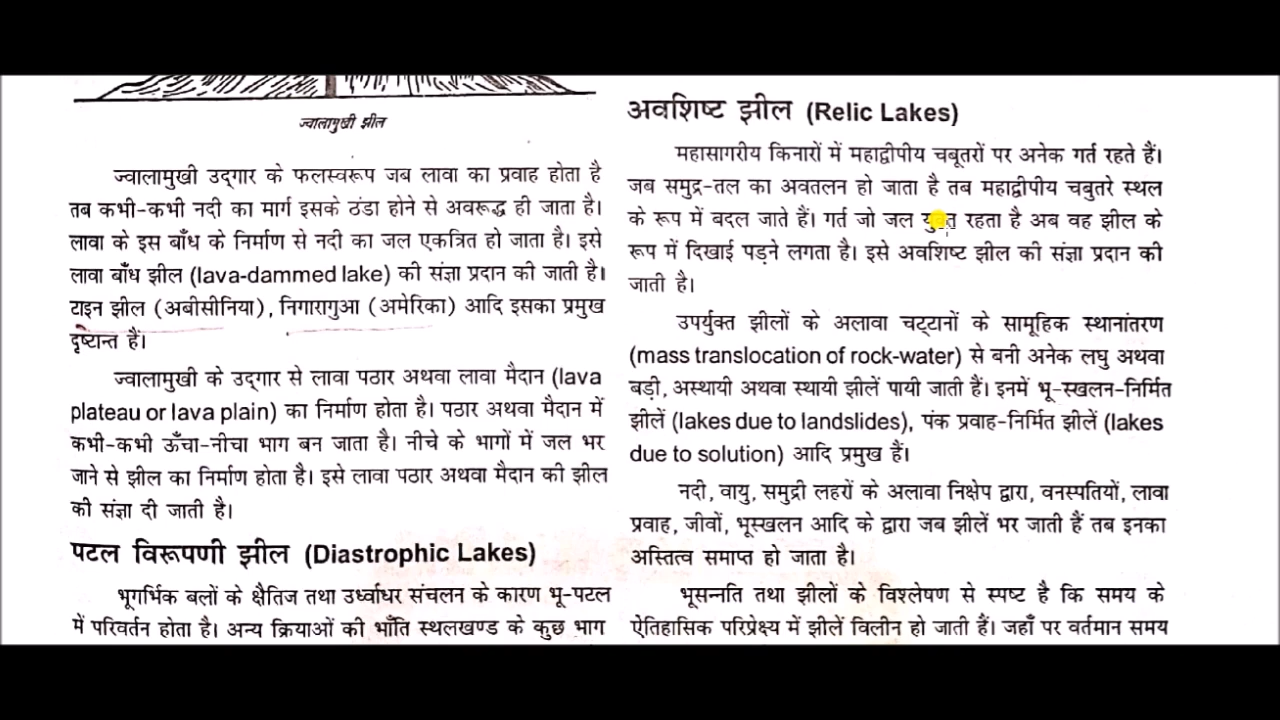 ज्वालामुखी झील
ज्वालामुखी उद्‌गार के फलस्वरूप जब लावा का प्रवाह होता है
तब कभी-कभी नदी का मार्ग इसके ठंडा होने से अवरूद्ध ही जाता है।
लावा के इस बाँध के निर्माण से नदी का जल एकत्रित हो जाता है। इसे
लावा बाँध झील (lava-dammed lake) की संज्ञा प्रदान की जाती है।
टाइन झील (अबीसीनिया), निगारागुआ (अमेरिका) आदि इसका प्रमुख
दृष्टान्त हैं।
ज्वालामुखी के उद्‌गार से लावा पठार अथवा लावा मैदान (lava
plateau or lava plain) का निर्माण होता है। पठार अथवा मैदान में
कभी-कभी ऊँचा-नीचा भाग बन जाता है। नीचे के भागों में जल भर
जाने से झील का निर्माण होता है। इसे लावा पठार अथवा मैदान की झील
की संज्ञा दी जाती है।
पटल विरूपणी झील (Diastrophic Lakes)
भूगर्भिक बलों के क्षैतिज तथा उर्ध्वाधर संचलन के कारण भू-पटल
में परिवर्तन होता है। अन्य क्रियाओं की भाँति स्थलखण्ड के कुछ भाग
अवशिष्ट झील (Relic Lakes)
महासागरीय किनारों में महाद्वीपीय चबूतरों पर अनेक गर्त रहते हैं।
जब समुद्र-तल का अवतलन हो जाता है तब महाद्वीपीय चबुतरे स्थल
के रूप में बदल जाते हैं। गर्त जो जल रहता है अब वह झील के
रूप में दिखाई पड़ने लगता है। इसे अवशिष्ट झील की संज्ञा प्रदान की
जाती है।
उपर्युक्त झीलों के अलावा चट्टानों के सामूहिक स्थानांतरण
(mass translocation of rock-water) से बनी अनेक लघु अथवा
बड़ी, अस्थायी अथवा स्थायी झीलें पायी जाती हैं। इनमें भू-स्खलन-निर्मित
झीलें (lakes due to landslides), पंक प्रवाह-निर्मित झीलें (lakes
due to solution) आदि प्रमुख हैं।
नदी, वायु, समुद्री लहरों के अलावा निक्षेप द्वारा, वनस्पतियों, लावा
प्रवाह, जीवों, भूस्खलन आदि के द्वारा जब झीलें भर जाती हैं तब इनका
अस्तित्व समाप्त हो जाता है।
भूसन्नति तथा झीलों के विश्लेषण से स्पष्ट है कि समय के
ऐतिहासिक परिप्रेक्ष्य में झीलें विलीन हो जाती हैं। जहाँ पर वर्तमान समय